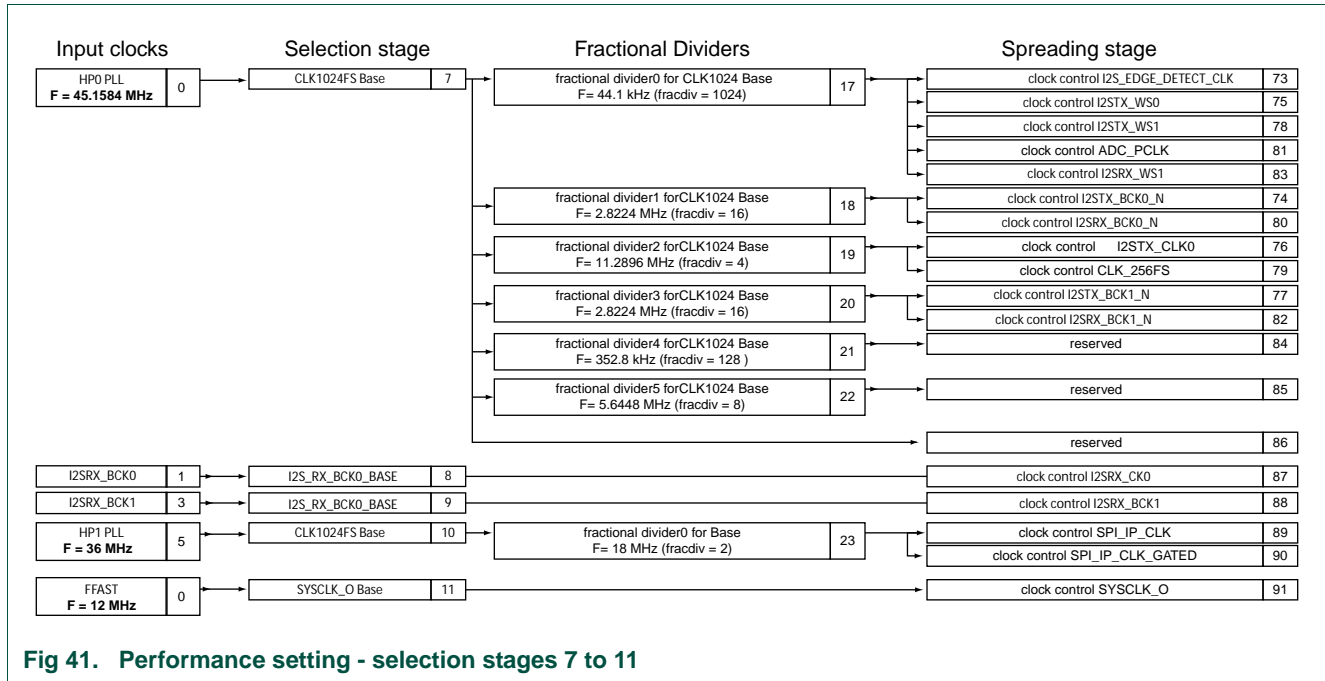 Input clocks Selection stage Fractional Dividers Spreading stage
HP0 PLL
F = 45.1584 MHz
0
CLK1024FS Base 7
fractional divider0 for CLK1024 Base
F= 44.1 kHz (fracdiv = 1024)
17
clock control I2S_EDGE_DETECT_CLK 73
clock control I2STX_WS0 75
clock control I2STX_WS1 78
clock control ADC_PCLK 81
clock control I2SRX_WS1 83
fractional divider1 forCLK1024 Base
F= 2.8224 MHz (fracdiv = 16)
18
clock control I2STX_BCK0_N 74
clock control I2SRX_BCK0_N 80
fractional divider2 forCLK1024 Base
F= 11.2896 MHz (fracdiv = 4)
19
clock control I2STX_CLK0 76
clock control CLK_256FS 79
fractional divider3 forCLK1024 Base
F= 2.8224 MHz (fracdiv = 16)
20
clock control I2STX_BCK1_N 77
clock control I2SRX_BCK1_N 82
fractional divider4 forCLK1024 Base
F= 352.8 kHz (fracdiv = 128 )
21
reserved 84
fractional divider5 forCLK1024 Base
F= 5.6448 MHz (fracdiv = 8)
22
reserved 85
reserved 86
I2SRX_BCK0 1 I2S_RX_BCK0_BASE 8 clock control I2SRX_CK0 87
I2SRX_BCK1 3 I2S_RX_BCK0_BASE 9 clock control I2SRX_BCK1 88
HP1 PLL
F = 36 MHz
5
CLK1024FS Base 10
fractional divider0 for Base
F= 18 MHz (fracdiv = 2)
23
clock control SPI_IP_CLK 89
clock control SPI_IP_CLK_GATED 90
FFAST
F = 12 MHz
0
SYSCLK_O Base 11
clock control SYSCLK_O 91
Fig 41. Performance setting - selection stages 7 to 11